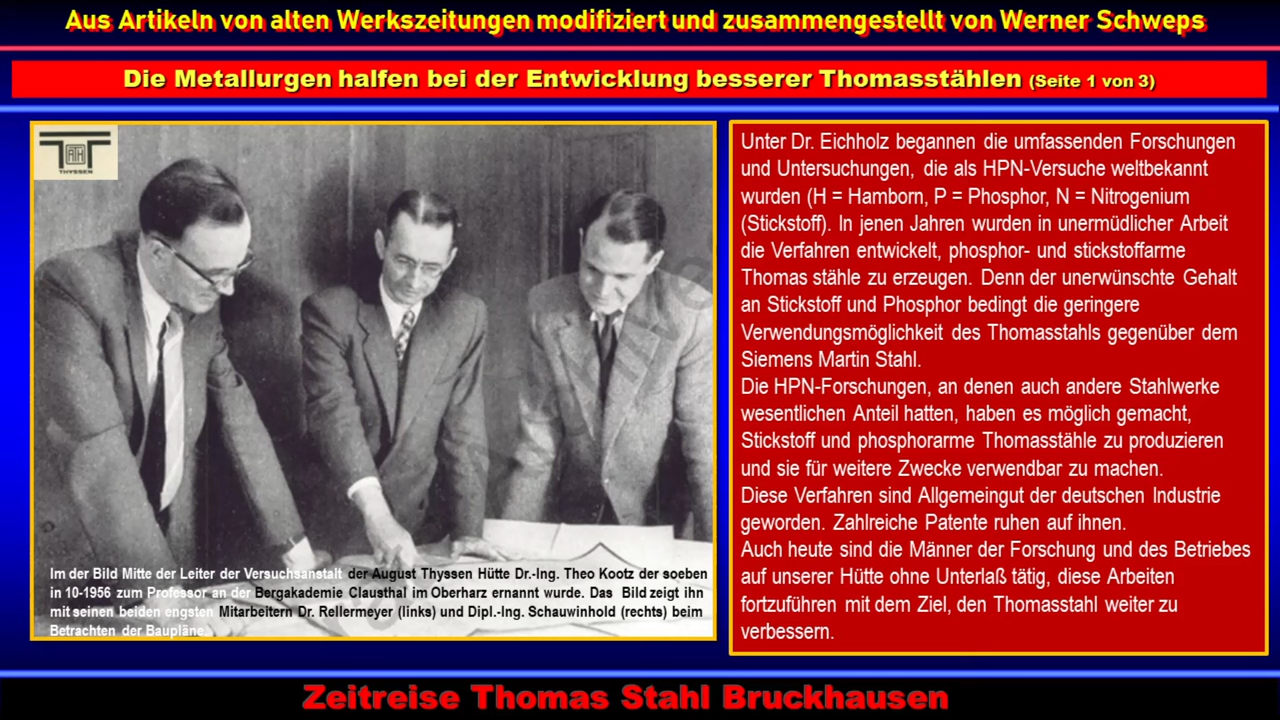 Aus Artikeln von alten Werkszeitungen modifiziert und zusammengestellt von Werner Schweps
Die Metallurgen halfen bei der Entwicklung besserer Thomasstählen (Seite 1 von 3)
ATH
THYSSEN
Im der Bild Mitte der Leiter der Versuchsanstalt der August Thyssen Hütte Dr.-Ing. Theo Kootz der soeben
in 10-1956 zum Professor an der Bergakademie Clausthal im Oberharz ernannt wurde. Das Bild zeigt ihn
mit seinen beiden engsten Mitarbeitern Dr. Rellermeyer (links) und Dipl.-Ing. Schauwinhold (rechts) beim
Betrachten der Baupläne.
Unter Dr. Eichholz begannen die umfassenden Forschungen
und Untersuchungen, die als HPN-Versuche weltbekannt
wurden (H = Hamborn, P = Phosphor, N = Nitrogenium
(Stickstoff). In jenen Jahren wurden in unermüdlicher Arbeit
die Verfahren entwickelt, phosphor- und stickstoffarme
Thomas stähle zu erzeugen. Denn der unerwünschte Gehalt
an Stickstoff und Phosphor bedingt die geringere
Verwendungsmöglichkeit des Thomasstahls gegenüber dem
Siemens Martin Stahl.
Die HPN-Forschungen, an denen auch andere Stahlwerke
wesentlichen Anteil hatten, haben es möglich gemacht,
Stickstoff und phosphorarme Thomasstähle zu produzieren
und sie für weitere Zwecke verwendbar zu machen.
Diese Verfahren sind Allgemeingut der deutschen Industrie
geworden. Zahlreiche Patente ruhen auf ihnen.
Auch heute sind die Männer der Forschung und des Betriebes
auf unserer Hütte ohne Unterlaß tätig, diese Arbeiten
fortzuführen mit dem Ziel, den Thomasstahl weiter zu
verbessern.
Zeitreise Thomas Stahl Bruckhausen